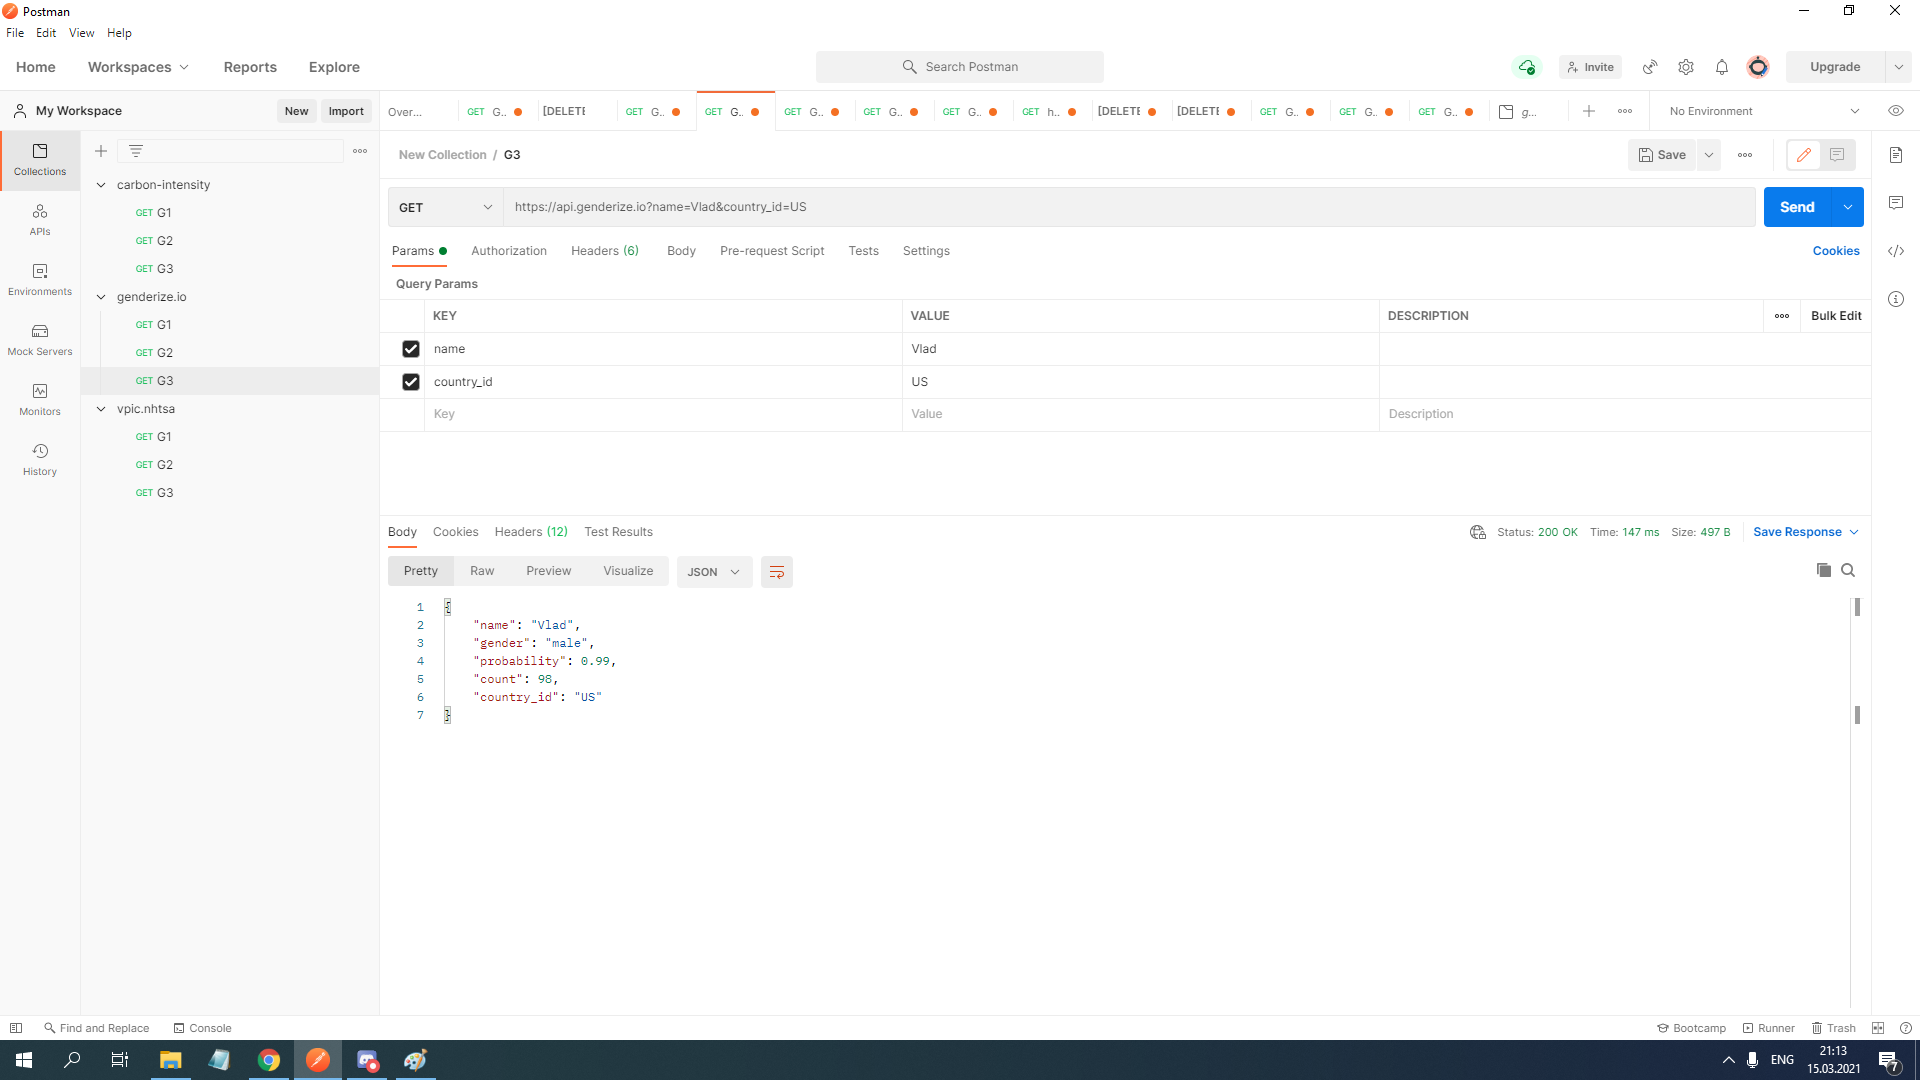 Postman
File Edit View Help
Home Workspaces Reports Explore
Search Postman
Invite
Upgrade
My Workspace New Import
Over...
GET G..
[DELETE
GET G..
GET G..
GET G..
GET G..
GET G..
GET h..
[DELETE
[DELETE
GET G..
GET G..
GET G..
g...
No Environment
Collections
APIs
Environments
Mock Servers
Monitors
History
carbon-intensity
GET G1
GET G2
GET G3
genderize.io
GET G1
GET G2
GET G3
vpic.nhtsa
GET G1
GET G2
GET G3
New Collection / G3
Save
GET https://api.genderize.io?name=Vlad&country_id=US
Send
Params Authorization Headers (6) Body Pre-request Script Tests Settings
Cookies
Query Params
KEY VALUE DESCRIPTION
Bulk Edit
name Vlad
country_id US
Key Value Description
Body Cookies Headers (12) Test Results
Status: 200 OK Time: 147 ms Size: 497 B
Save Response
Pretty Raw Preview Visualize JSON
1 {
2 "name": "Vlad",
3 "gender": "male",
4 "probability": 0.99,
5 "count": 98,
6 "country_id": "US"
7 }
Find and Replace Console
Bootcamp Runner Trash
ENG
21:13
15.03.2021
7